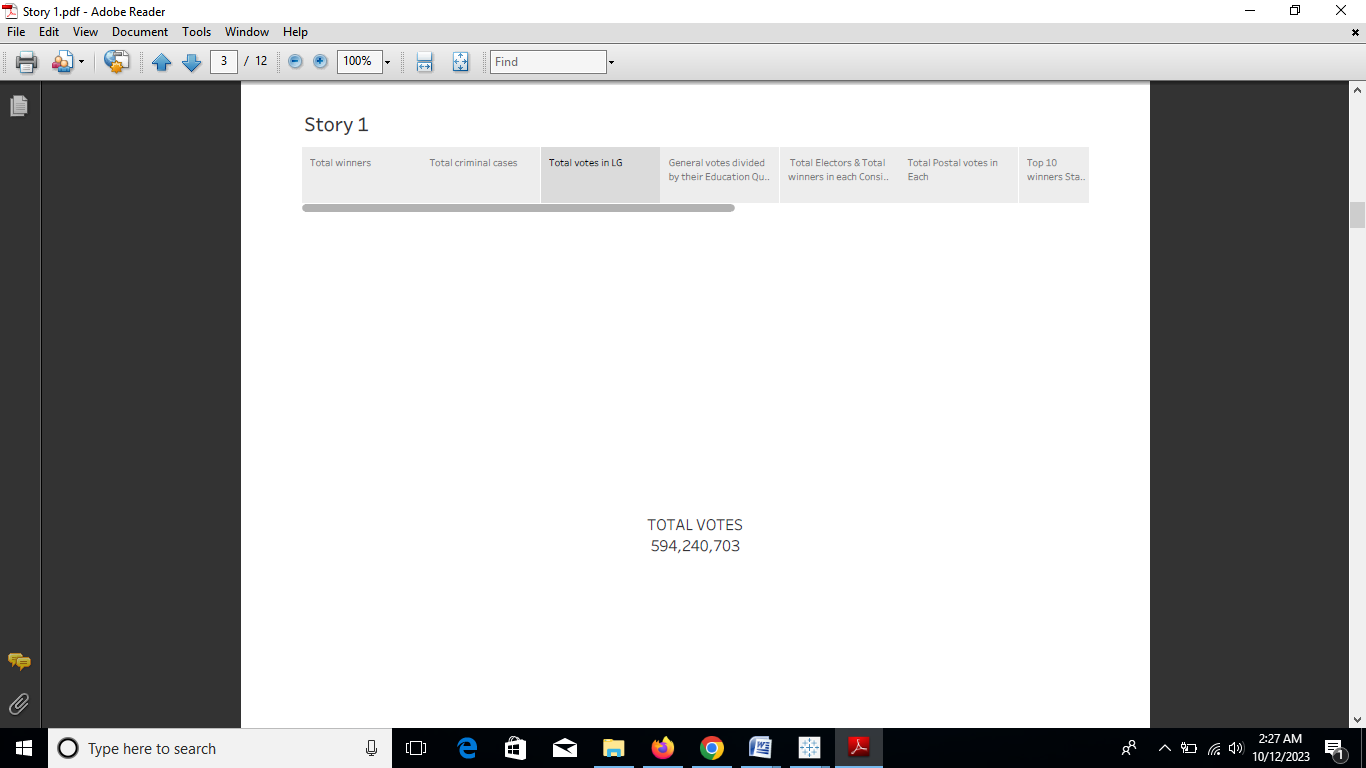 Story 1.pdf - Adobe Reader
File Edit View Document Tools Window Help
3 / 12 100% Find
Story 1
Total winners
Total criminal cases
Total votes in LG
General votes divided
by their Education Qu..
Total Electors & Total
winners in each Consi..
Total Postal votes in
Each
Top 10
winners Sta..
TOTAL VOTES
594,240,703
Type here to search
2:27 AM
10/12/2023
1